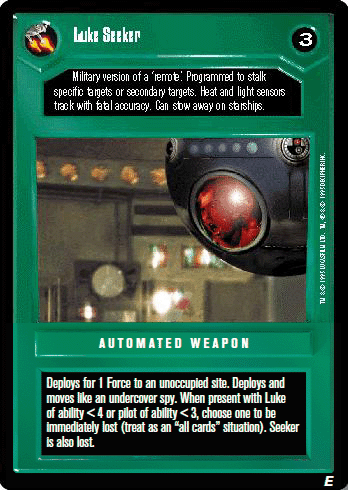 Luke Seeker
3
Military version of a 'remote'. Programmed to stalk
specific targets or secondary targets. Heat and light sensors
track with fatal accuracy. Can stow away on starships.
AUTOMATED WEAPON
Deploys for 1 Force to an unoccupied site. Deploys and
moves like an undercover spy. When present with Luke
of ability < 4 or pilot of ability < 3, choose one to be
immediately lost (treat as an "all cards" situation). Seeker
is also lost.
E